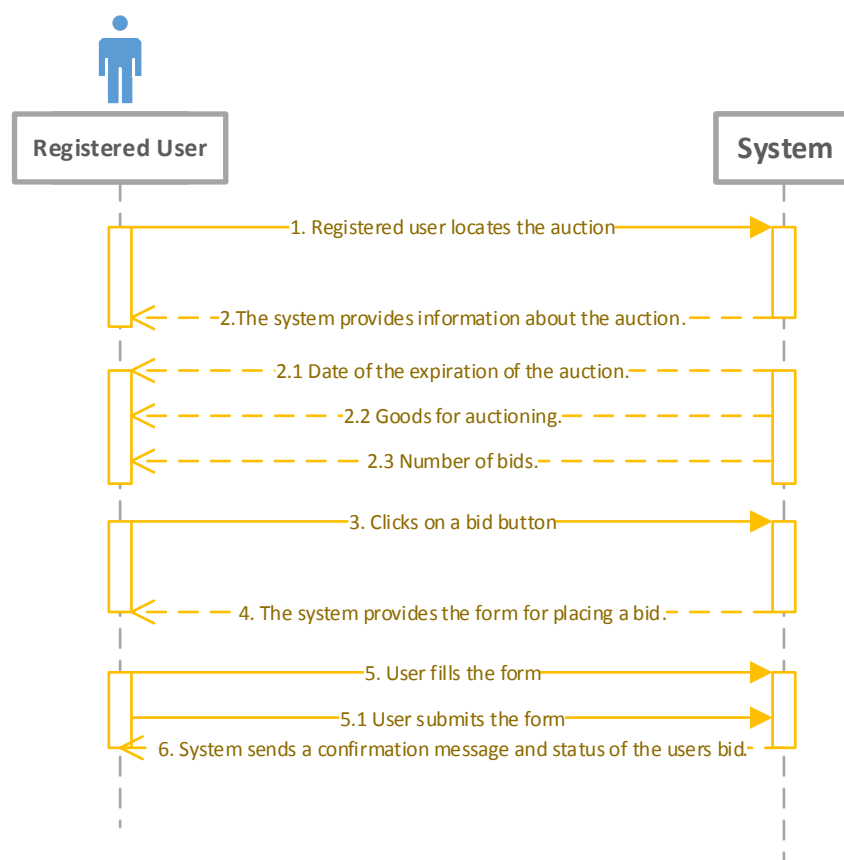 Registered User
System
1. Registered user locates the auction
2.The system provides information about the auction.
2.1 Date of the expiration of the auction.
2.2 Goods for auctioning.
2.3 Number of bids.
3. Clicks on a bid button
4. The system provides the form for placing a bid.
5. User fills the form
5.1 User submits the form
6. System sends a confirmation message and status of the users bid.